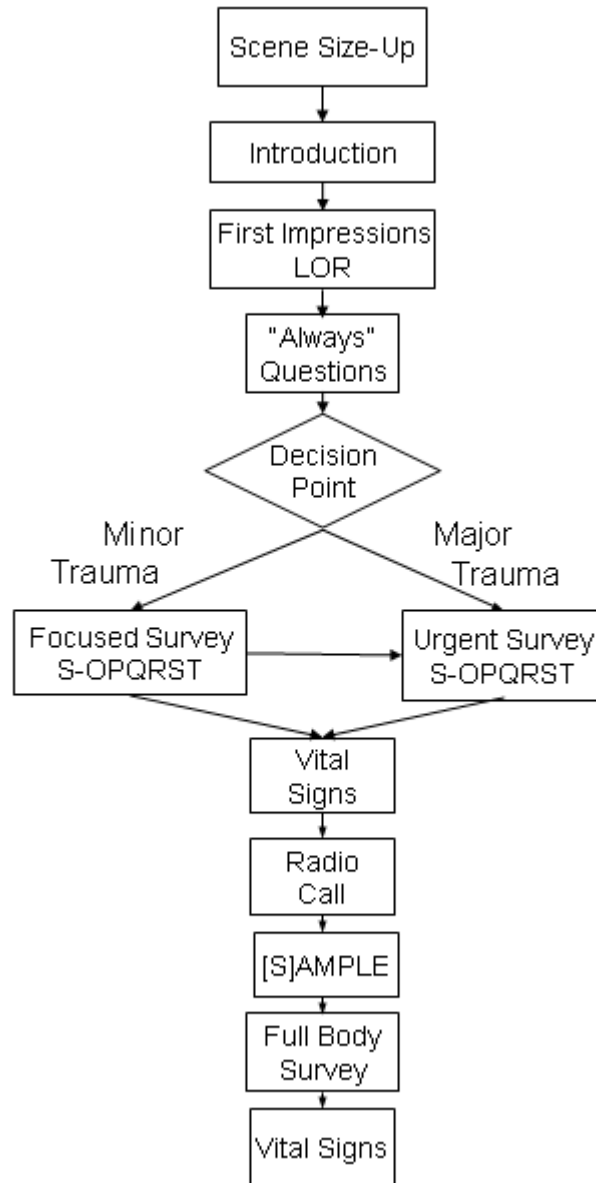 Scene Size-Up
Introduction
First Impressions
LOR
"Always"
Questions
Decision
Point
Minor
Trauma
Major
Trauma
Focused Survey
S-OPQRST
Urgent Survey
S-OPQRST
Vital
Signs
Radio
Call
[S]AMPLE
Full Body
Survey
Vital Signs